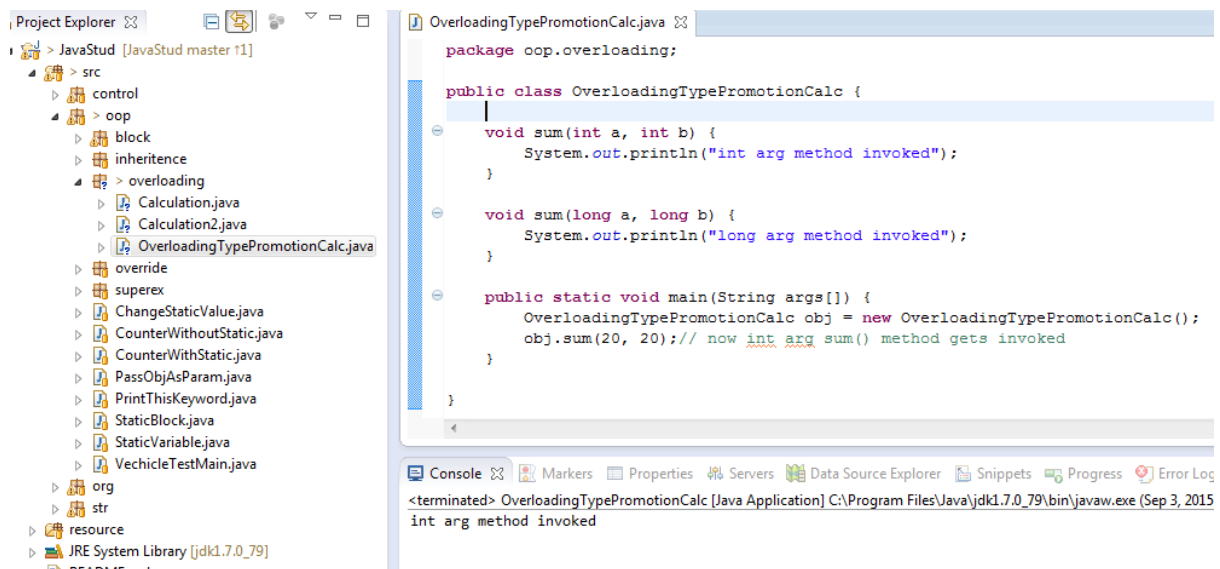 Project Explorer
> JavaStud [JavaStud master ↑1]
> src
control
> oop
block
inheritence
> overloading
Calculation.java
Calculation2.java
OverloadingTypePromotionCalc.java
override
superex
ChangeStaticValue.java
CounterWithoutStatic.java
CounterWithStatic.java
PassObjAsParam.java
PrintThisKeyword.java
StaticBlock.java
StaticVariable.java
VechicleTestMain.java
org
str
resource
JRE System Library [jdk1.7.0_79]
OverloadingTypePromotionCalc.java
package oop.overloading;
public class OverloadingTypePromotionCalc {
void sum(int a, int b) {
System.out.println("int arg method invoked");
}
void sum(long a, long b) {
System.out.println("long arg method invoked");
}
public static void main(String args[]) {
OverloadingTypePromotionCalc obj = new OverloadingTypePromotionCalc();
obj.sum(20, 20);// now int arg sum() method gets invoked
}
}
Console Markers Properties Servers Data Source Explorer Snippets Progress Error Log
<terminated> OverloadingTypePromotionCalc [Java Application] C:\Program Files\Java\jdk1.7.0_79\bin\javaw.exe (Sep 3, 2015
int arg method invoked